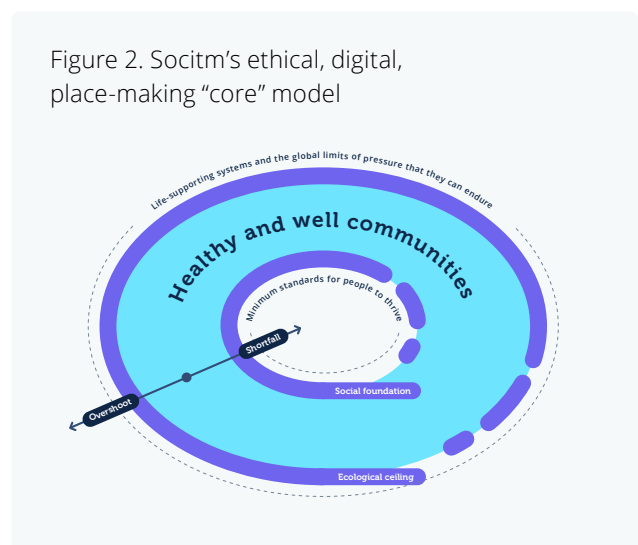 Figure 2. Socitm’s ethical, digital,
place-making “core” model
Life-supporting systems and the global limits of pressure that they can endure
Healthy and well communities
Minimum standards for people to thrive
Shortfall
Overshoot
Social foundation
Ecological ceiling